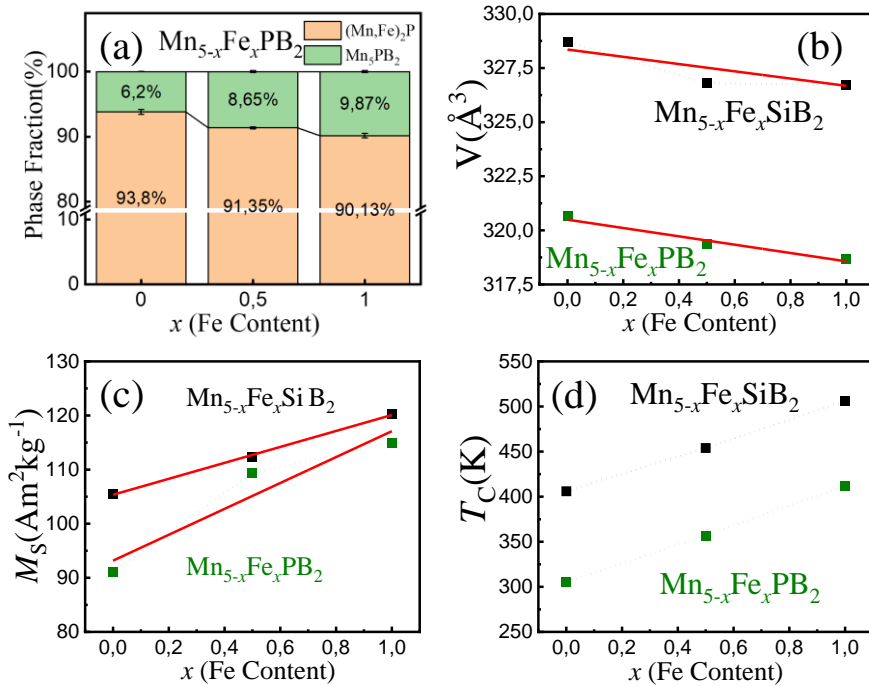 (a)
Mn5-xFexPB2
(Mn,Fe)2P
Mn5PB2
Phase Fraction(%)
100
90
80
10
0
6,2%
8,65%
9,87%
93,8%
91,35%
90,13%
0
0,5
1
x (Fe Content)
(b)
V(Å3)
330,0
327,5
325,0
322,5
320,0
317,5
Mn5-xFexSiB2
Mn5-xFexPB2
0,0
0,2
0,4
0,6
0,8
1,0
x (Fe Content)
(c)
MS(Am2kg-1)
130
120
110
100
90
80
Mn5-xFexSi B2
Mn5-xFexPB2
0,0
0,2
0,4
0,6
0,8
1,0
x (Fe Content)
(d)
TC(K)
550
500
450
400
350
300
250
Mn5-xFexSiB2
Mn5-xFexPB2
0,0
0,2
0,4
0,6
0,8
1,0
x (Fe Content)